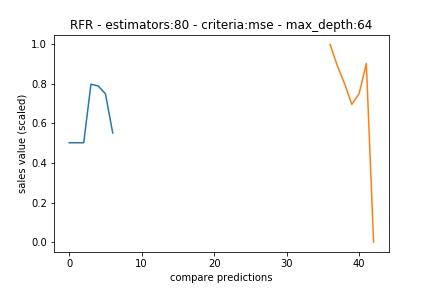 RFR - estimators:80 - criteria:mse - max_depth:64
sales value (scaled)
1.0
0.8
0.6
0.4
0.2
0.0
0 10 20 30 40
compare predictions